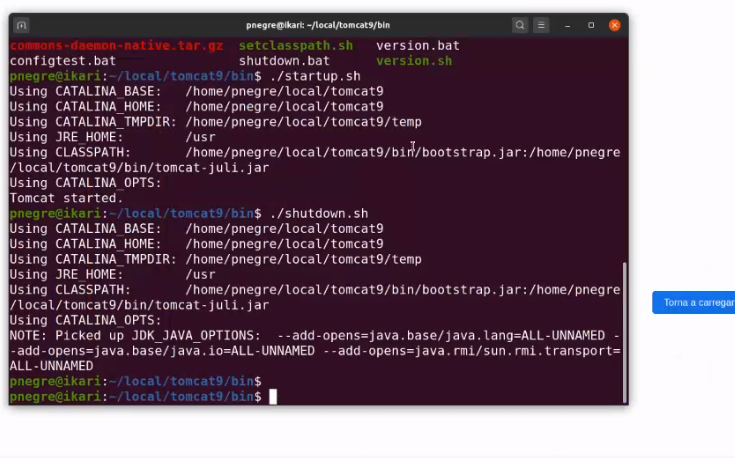 pnegre@ikari: ~/local/tomcat9/bin
commons-daemon-native.tar.gz setclasspath.sh version.bat
configtest.bat shutdown.bat version.sh
pnegre@ikari:~/local/tomcat9/bin$ ./startup.sh
Using CATALINA_BASE: /home/pnegre/local/tomcat9
Using CATALINA_HOME: /home/pnegre/local/tomcat9
Using CATALINA_TMPDIR: /home/pnegre/local/tomcat9/temp
Using JRE_HOME: /usr
Using CLASSPATH: /home/pnegre/local/tomcat9/bin/bootstrap.jar:/home/pnegre
/local/tomcat9/bin/tomcat-juli.jar
Using CATALINA_OPTS:
Tomcat started.
pnegre@ikari:~/local/tomcat9/bin$ ./shutdown.sh
Using CATALINA_BASE: /home/pnegre/local/tomcat9
Using CATALINA_HOME: /home/pnegre/local/tomcat9
Using CATALINA_TMPDIR: /home/pnegre/local/tomcat9/temp
Using JRE_HOME: /usr
Using CLASSPATH: /home/pnegre/local/tomcat9/bin/bootstrap.jar:/home/pnegre
/local/tomcat9/bin/tomcat-juli.jar
Using CATALINA_OPTS:
NOTE: Picked up JDK_JAVA_OPTIONS: --add-opens=java.base/java.lang=ALL-UNNAMED -
-add-opens=java.base/java.io=ALL-UNNAMED --add-opens=java.rmi/sun.rmi.transport=
ALL-UNNAMED
pnegre@ikari:~/local/tomcat9/bin$
pnegre@ikari:~/local/tomcat9/bin$
Torna a carregar